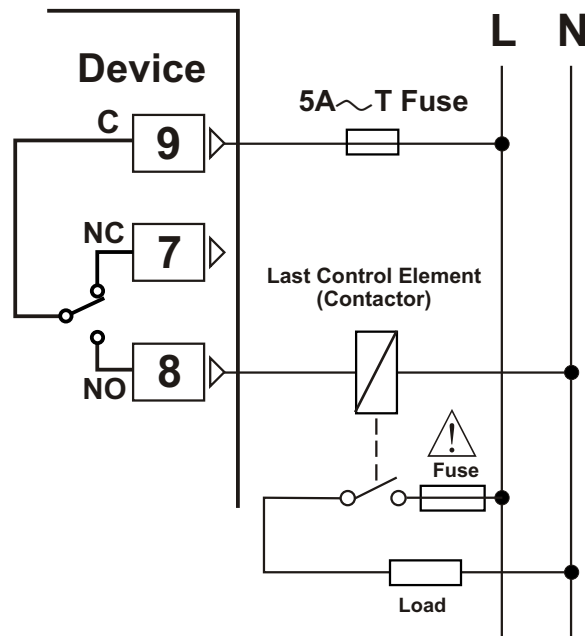 L N
Device
5A~T Fuse
C
9
NC
7
Last Control Element
(Contactor)
8
NO
Fuse
Load